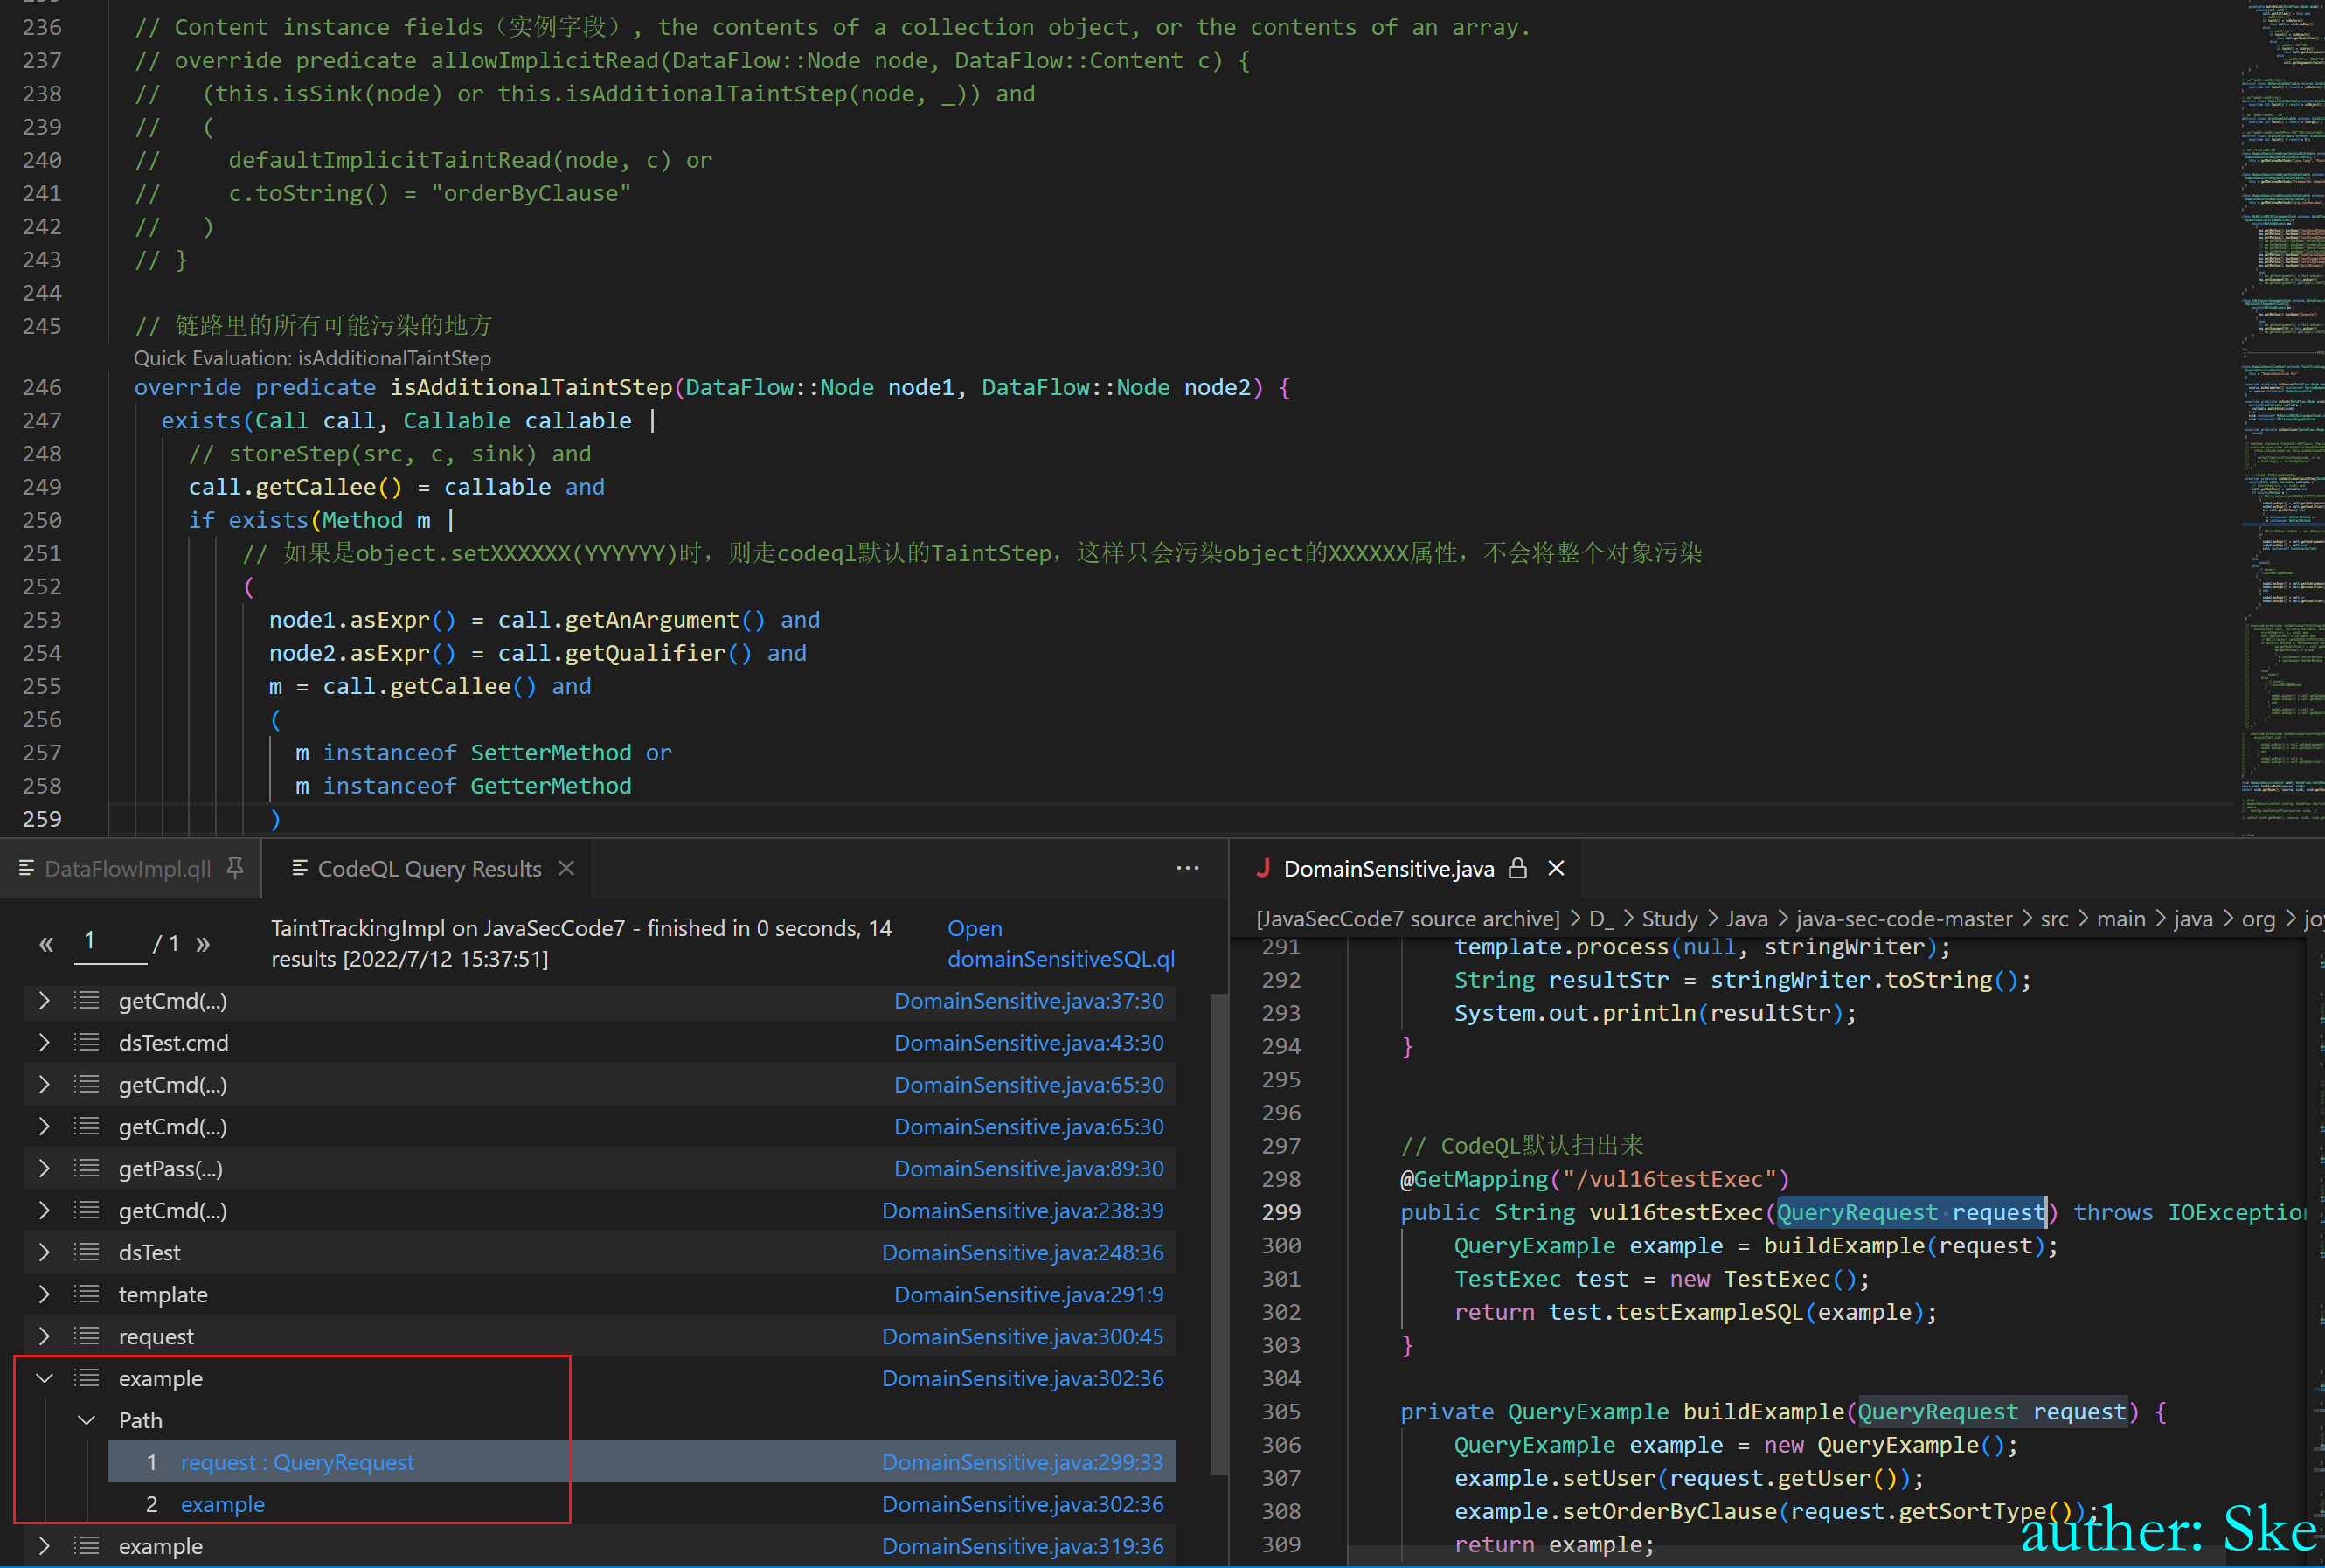 236 // Content instance fields（实例字段）, the contents of a collection object, or the contents of an array.
237 // override predicate allowImplicitRead(DataFlow::Node node, DataFlow::Content c) {
238 //   (this.isSink(node) or this.isAdditionalTaintStep(node, _)) and
239 //   (
240 //     defaultImplicitTaintRead(node, c) or
241 //     c.toString() = "orderByClause"
242 //   )
243 // }
244
245 // 链路里的所有可能污染的地方
Quick Evaluation: isAdditionalTaintStep
246 override predicate isAdditionalTaintStep(DataFlow::Node node1, DataFlow::Node node2) {
247   exists(Call call, Callable callable |
248     // storeStep(src, c, sink) and
249     call.getCallee() = callable and
250     if exists(Method m |
251         // 如果是object.setXXXXXX(YYYYYY)时，则走codeql默认的TaintStep，这样只会污染object的XXXXXX属性，不会将整个对象污染
252         (
253           node1.asExpr() = call.getAnArgument() and
254           node2.asExpr() = call.getQualifier() and
255           m = call.getCallee() and
256           (
257             m instanceof SetterMethod or
258             m instanceof GetterMethod
259           )
DataFlowImpl.qll
CodeQL Query Results
« 1 / 1 »
TaintTrackingImpl on JavaSecCode7 - finished in 0 seconds, 14
results [2022/7/12 15:37:51]
Open
domainSensitiveSQL.ql
getCmd(...) DomainSensitive.java:37:30
dsTest.cmd DomainSensitive.java:43:30
getCmd(...) DomainSensitive.java:65:30
getCmd(...) DomainSensitive.java:65:30
getPass(...) DomainSensitive.java:89:30
getCmd(...) DomainSensitive.java:238:39
dsTest DomainSensitive.java:248:36
template DomainSensitive.java:291:9
request DomainSensitive.java:300:45
example DomainSensitive.java:302:36
Path
1 request : QueryRequest DomainSensitive.java:299:33
2 example DomainSensitive.java:302:36
example DomainSensitive.java:319:36
J DomainSensitive.java
[JavaSecCode7 source archive] > D_ > Study > Java > java-sec-code-master > src > main > java > org > joy
291         template.process(null, stringWriter);
292         String resultStr = stringWriter.toString();
293         System.out.println(resultStr);
294     }
295
296
297     // CodeQL默认扫出来
298     @GetMapping("/vul16testExec")
299     public String vul16testExec(QueryRequest request) throws IOException
300         QueryExample example = buildExample(request);
301         TestExec test = new TestExec();
302         return test.testExampleSQL(example);
303     }
304
305     private QueryExample buildExample(QueryRequest request) {
306         QueryExample example = new QueryExample();
307         example.setUser(request.getUser());
308         example.setOrderByClause(request.getSortType());
309         return example;
auther: Ske